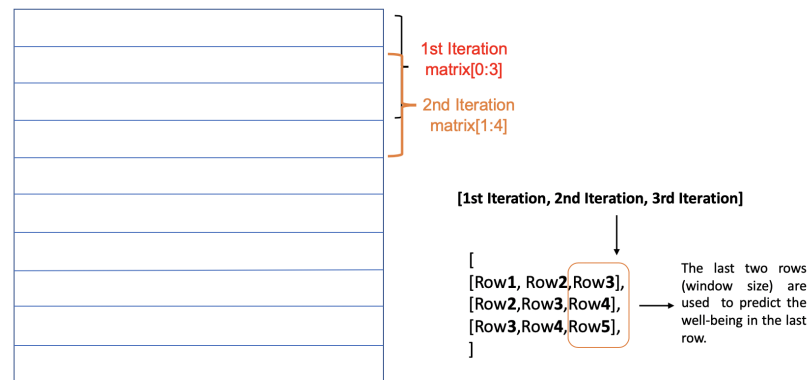 1st Iteration
matrix[0:3]
2nd Iteration
matrix[1:4]
[1st Iteration, 2nd Iteration, 3rd Iteration]
[
[Row1, Row2,Row3],
[Row2,Row3,Row4],
[Row3,Row4,Row5],
]
The last two rows
(window size) are
used to predict the
well-being in the last
row.